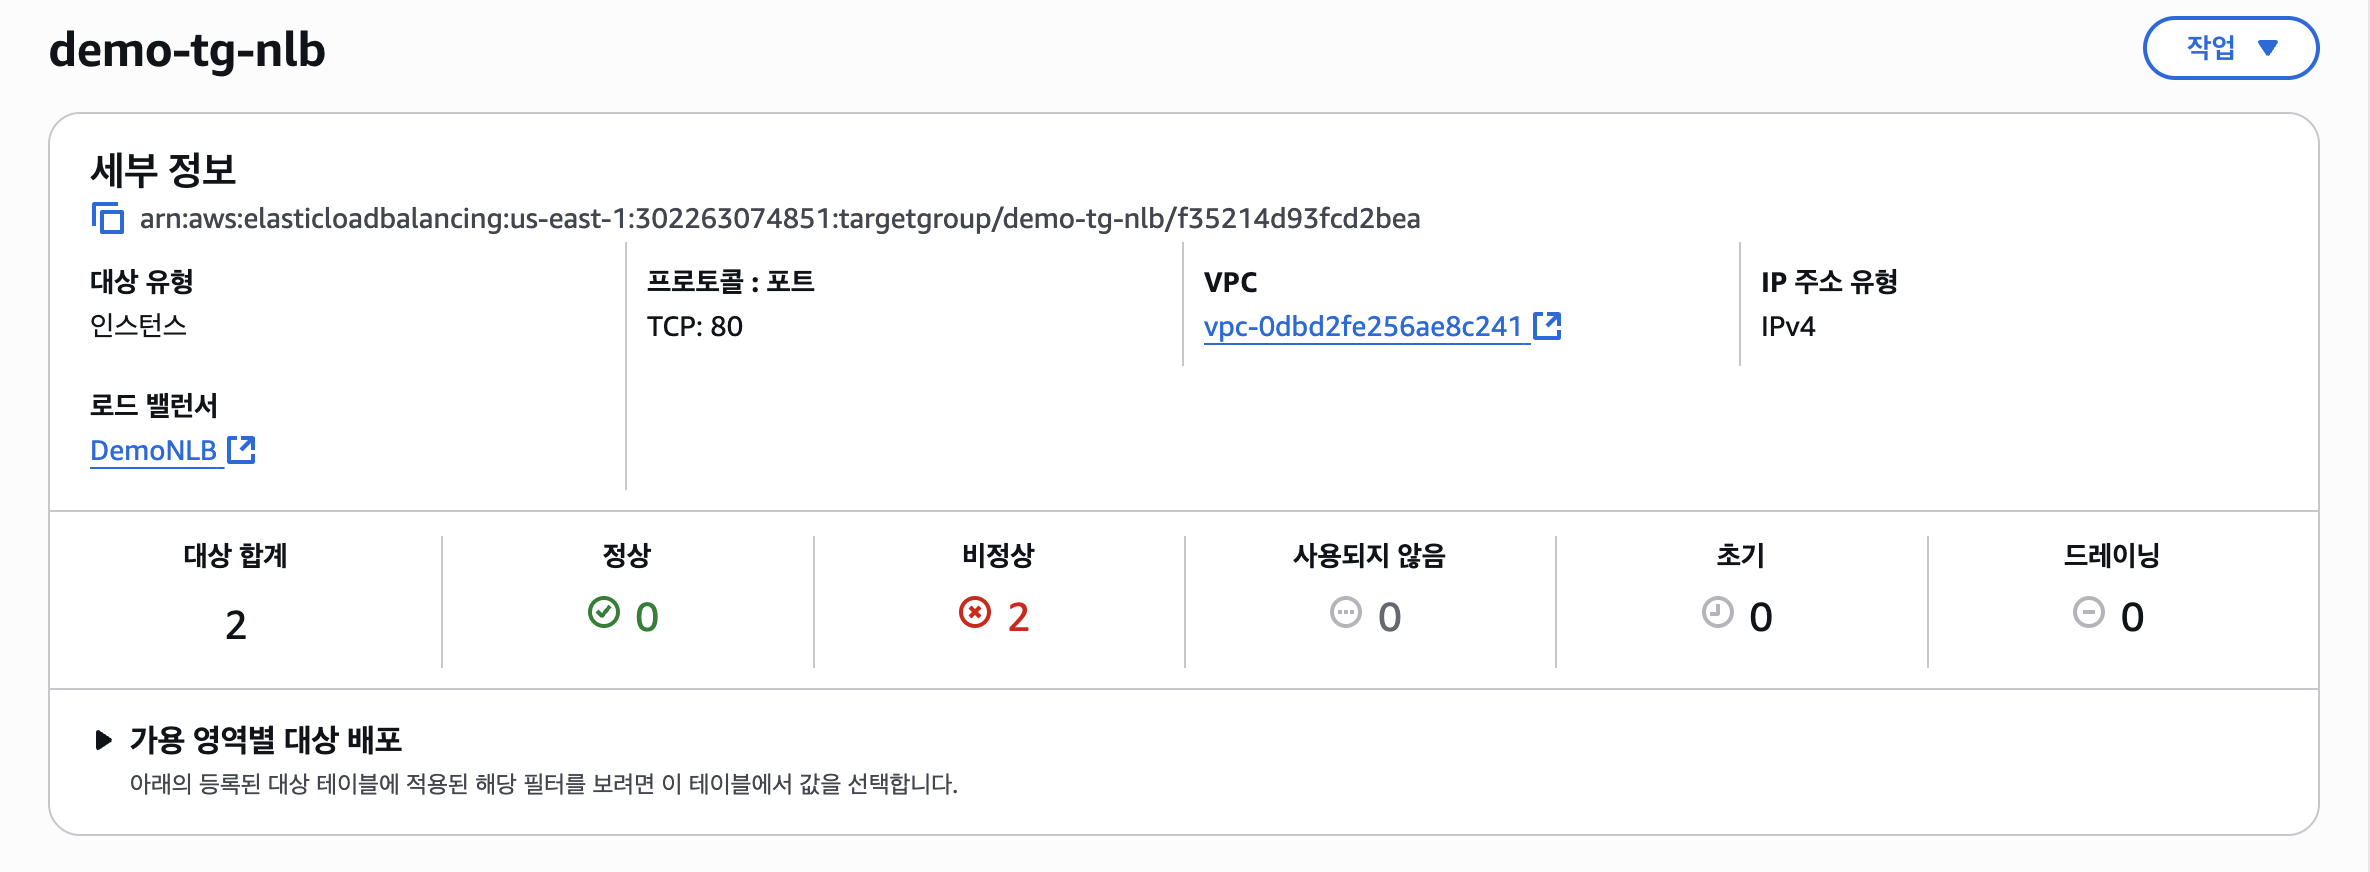 demo-tg-nlb
작업
세부 정보
arn:aws:elasticloadbalancing:us-east-1:302263074851:targetgroup/demo-tg-nlb/f35214d93fcd2bea
대상 유형
인스턴스
프로토콜 : 포트
TCP: 80
VPC
vpc-0dbd2fe256ae8c241
IP 주소 유형
IPv4
로드 밸런서
DemoNLB
대상 합계
2
정상
0
비정상
2
사용되지 않음
0
초기
0
드레이닝
0
가용 영역별 대상 배포
아래의 등록된 대상 테이블에 적용된 해당 필터를 보려면 이 테이블에서 값을 선택합니다.